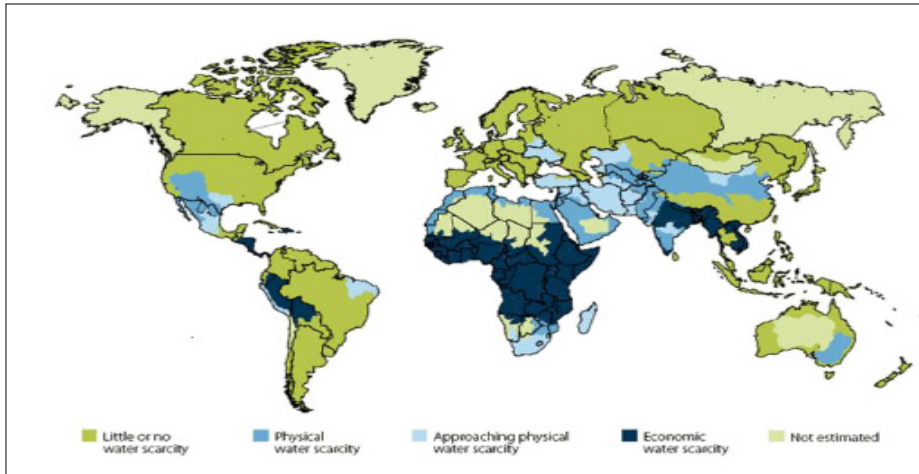 Little or no
water scarcity
Physical
water scarcity
Approaching physical
water scarcity
Economic
water scarcity
Not estimated